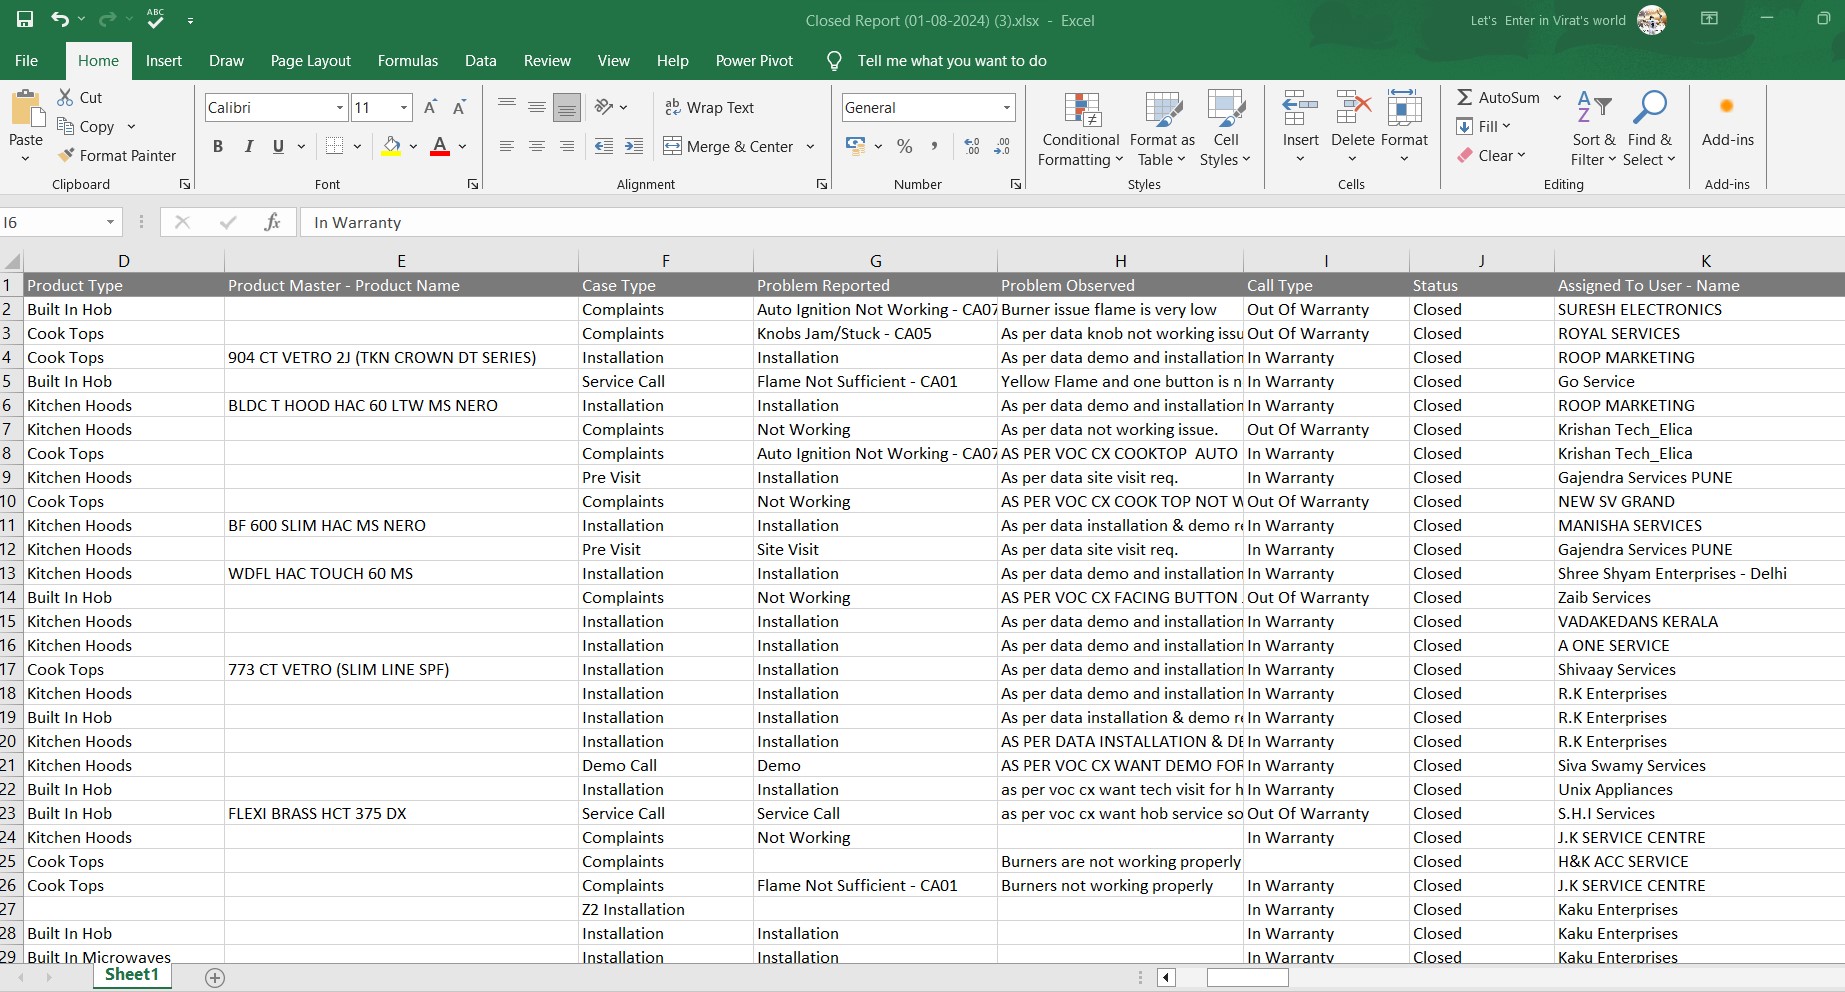 ABC
Closed Report (01-08-2024) (3).xlsx - Excel
Let's Enter in Virat's world
File Home Insert Draw Page Layout Formulas Data Review View Help Power Pivot Tell me what you want to do
Paste
Cut
Copy
Format Painter
Clipboard
Calibri 11 A A
B I U A
Font
ab Wrap Text
Merge & Center
Alignment
General
% ,
Number
Conditional Formatting
Format as Table
Cell Styles
Styles
Insert Delete Format
Cells
AutoSum
Fill
Clear
Sort & Filter
Find & Select
Editing
Add-ins
Add-ins
I6 fx In Warranty
D E F G H I J K
1 Product Type Product Master - Product Name Case Type Problem Reported Problem Observed Call Type Status Assigned To User - Name
2 Built In Hob Complaints Auto Ignition Not Working - CA07 Burner issue flame is very low Out Of Warranty Closed SURESH ELECTRONICS
3 Cook Tops Complaints Knobs Jam/Stuck - CA05 As per data knob not working issu Out Of Warranty Closed ROYAL SERVICES
4 Cook Tops 904 CT VETRO 2J (TKN CROWN DT SERIES) Installation Installation As per data demo and installation In Warranty Closed ROOP MARKETING
5 Built In Hob Service Call Flame Not Sufficient - CA01 Yellow Flame and one button is n In Warranty Closed Go Service
6 Kitchen Hoods BLDC T HOOD HAC 60 LTW MS NERO Installation Installation As per data demo and installation In Warranty Closed ROOP MARKETING
7 Kitchen Hoods Complaints Not Working As per data not working issue. Out Of Warranty Closed Krishan Tech_Elica
8 Cook Tops Complaints Auto Ignition Not Working - CA07 AS PER VOC CX COOKTOP AUTO In Warranty Closed Krishan Tech_Elica
9 Kitchen Hoods Pre Visit Installation As per data site visit req. In Warranty Closed Gajendra Services PUNE
10 Cook Tops Complaints Not Working AS PER VOC CX COOK TOP NOT W Out Of Warranty Closed NEW SV GRAND
11 Kitchen Hoods BF 600 SLIM HAC MS NERO Installation Installation As per data installation & demo r In Warranty Closed MANISHA SERVICES
12 Kitchen Hoods Pre Visit Site Visit As per data site visit req. In Warranty Closed Gajendra Services PUNE
13 Kitchen Hoods WDFL HAC TOUCH 60 MS Installation Installation As per data demo and installation In Warranty Closed Shree Shyam Enterprises - Delhi
14 Built In Hob Complaints Not Working AS PER VOC CX FACING BUTTON Out Of Warranty Closed Zaib Services
15 Kitchen Hoods Installation Installation As per data demo and installation In Warranty Closed VADAKEDANS KERALA
16 Kitchen Hoods Installation Installation As per data demo and installation In Warranty Closed A ONE SERVICE
17 Cook Tops 773 CT VETRO (SLIM LINE SPF) Installation Installation As per data demo and installation In Warranty Closed Shivaay Services
18 Kitchen Hoods Installation Installation As per data demo and installation In Warranty Closed R.K Enterprises
19 Built In Hob Installation Installation As per data installation & demo r In Warranty Closed R.K Enterprises
20 Kitchen Hoods Installation Installation AS PER DATA INSTALLATION & DE In Warranty Closed R.K Enterprises
21 Kitchen Hoods Demo Call Demo AS PER VOC CX WANT DEMO FOR In Warranty Closed Siva Swamy Services
22 Built In Hob Installation Installation as per voc cx want tech visit for h In Warranty Closed Unix Appliances
23 Built In Hob FLEXI BRASS HCT 375 DX Service Call Service Call as per voc cx want hob service so Out Of Warranty Closed S.H.I Services
24 Kitchen Hoods Complaints Not Working In Warranty Closed J.K SERVICE CENTRE
25 Cook Tops Complaints Burners are not working properly Closed H&K ACC SERVICE
26 Cook Tops Complaints Flame Not Sufficient - CA01 Burners not working properly In Warranty Closed J.K SERVICE CENTRE
27 Z2 Installation In Warranty Closed Kaku Enterprises
28 Built In Hob Installation Installation In Warranty Closed Kaku Enterprises
29 Built In Microwaves Installation Installation In Warranty Closed Kaku Enterprises
Sheet1